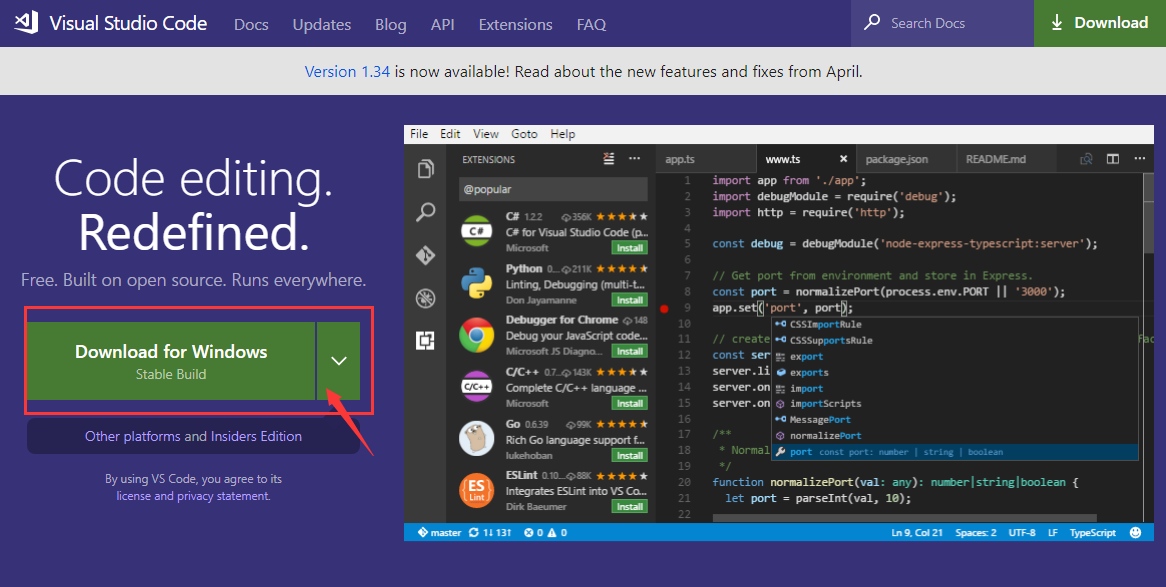 Visual Studio Code Docs Updates Blog API Extensions FAQ Search Docs Download
Version 1.34 is now available! Read about the new features and fixes from April.
Code editing.
Redefined.
Free. Built on open source. Runs everywhere.
Download for Windows
Stable Build
Other platforms and Insiders Edition
By using VS Code, you agree to its
license and privacy statement.
File Edit View Goto Help
EXTENSIONS
@popular
C# 1.2.2 356K
C# for Visual Studio Code (p...
Microsoft Install
Python 0... 211K
Linting, Debugging (multi-t...
Don Jayamanne Install
Debugger for Chrome 148
Debug your JavaScript code...
Microsoft JS Diagno... Install
C/C++ 0.7... 143K
Complete C/C++ language ...
Microsoft Install
Go 0.6.39 99K
Rich Go language support f...
lukehoban Install
ESLint 0.10... 88K
Integrates ESLint into VS Co...
Dirk Baeumer Install
C#
C/C++
ES
Lint
app.ts www.ts package.json README.md
1 import app from './app';
2 import debugModule = require('debug');
3 import http = require('http');
4
5 const debug = debugModule('node-express-typescript:server');
6
7 // Get port from environment and store in Express.
8 const port = normalizePort(process.env.PORT || '3000');
9 app.set('port', port);
10
11 // create fac
12 const ser
13 server.li
14 server.on
15 server.on
16
17 /**
18 * Normal
19 */
20 function normalizePort(val: any): number|string|boolean {
21 let port = parseInt(val, 10);
22
CSSImportRule
CSSSupportsRule
export
exports
import
importScripts
MessagePort
normalizePort
port const port: number | string | boolean
master 1↓ 13↑ 0 0 Ln 9, Col 21 Spaces: 2 UTF-8 LF TypeScript